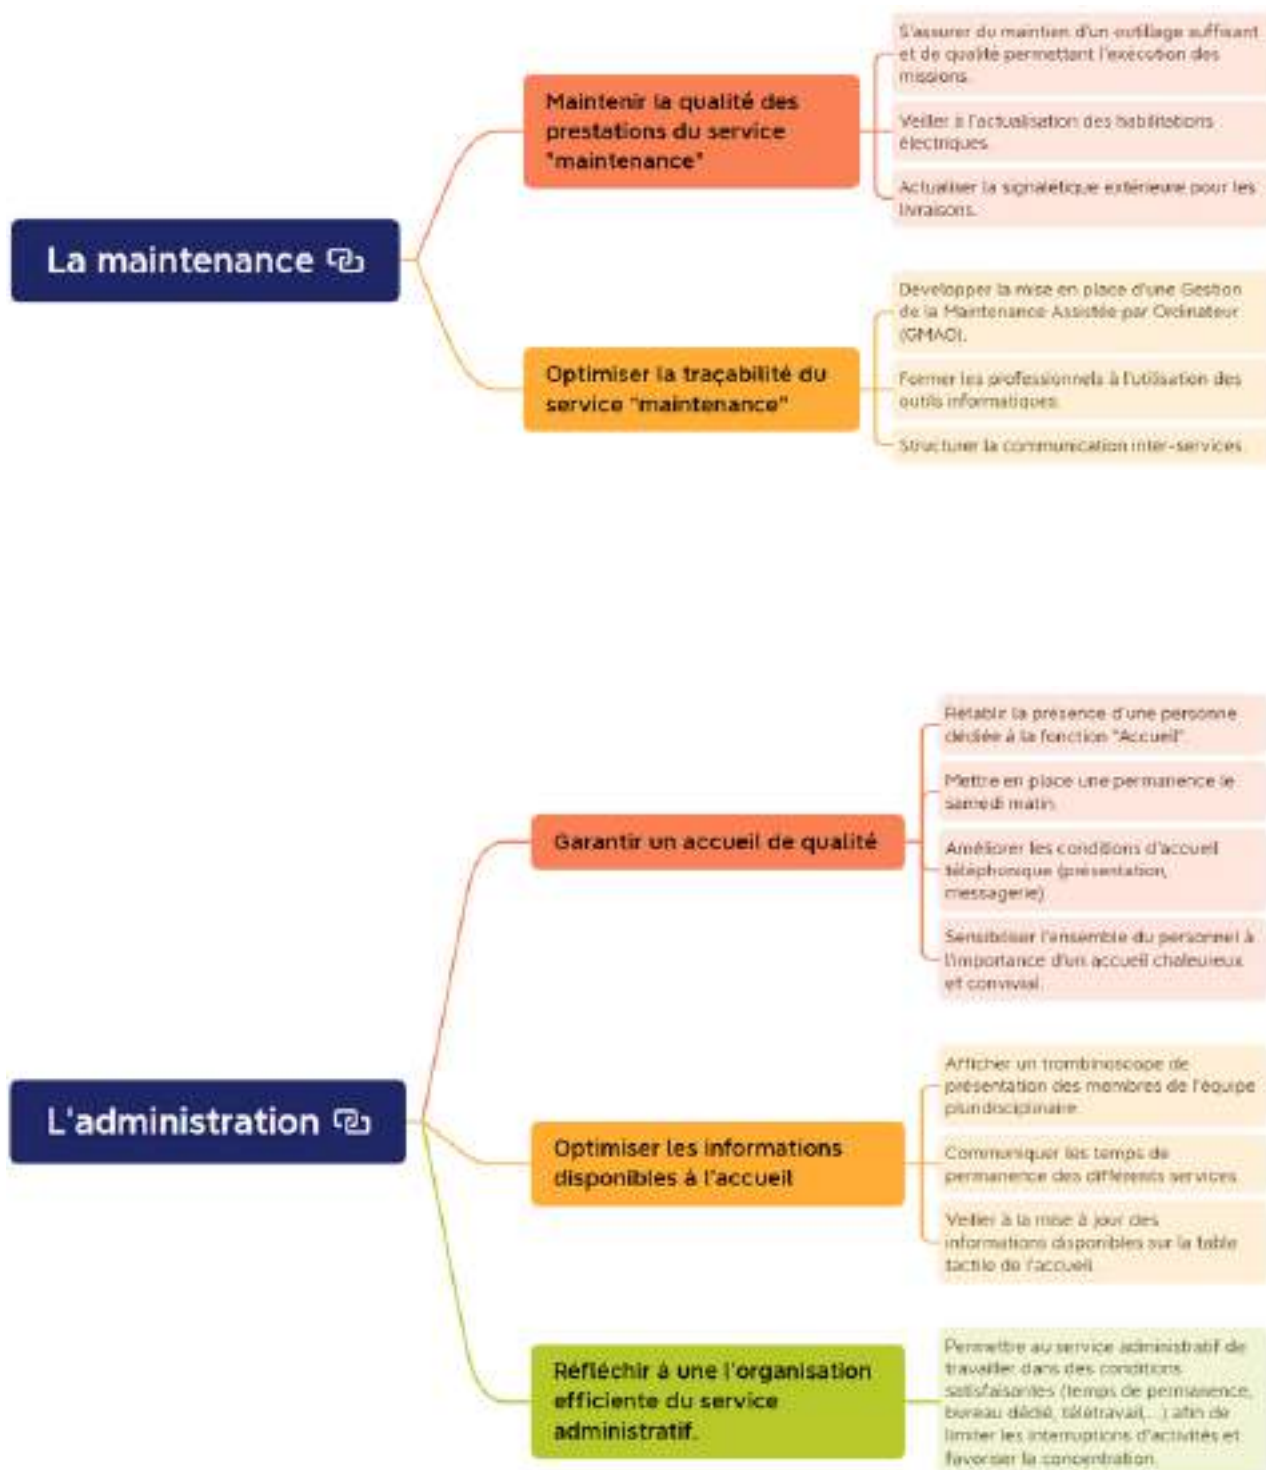 La maintenance
Maintenir la qualité des
prestations du service
"maintenance"
S'assurer du maintien d'un outillage suffisant
et de qualité permettant l'exécution des
missions.
Veiller à l'actualisation des habilitations
électriques.
Actualiser la signalétique extérieure pour les
livraisons.
Optimiser la traçabilité du
service "maintenance"
Développer la mise en place d'une Gestion
de la Maintenance Assistée par Ordinateur
(GMAO).
Former les professionnels à l'utilisation des
outils informatiques.
Structurer la communication inter-services.
L'administration
Garantir un accueil de qualité
Rétablir la présence d'une personne
dédiée à la fonction "Accueil".
Mettre en place une permanence le
samedi matin.
Améliorer les conditions d'accueil
téléphonique (présentation,
messagerie)
Sensibiliser l'ensemble du personnel à
l'importance d'un accueil chaleureux
et convivial.
Optimiser les informations
disponibles à l'accueil
Afficher un trombinoscope de
présentation des membres de l'équipe
pluridisciplinaire.
Communiquer les temps de
permanence des différents services.
Veiller à la mise à jour des
informations disponibles sur la table
tactile de l'accueil.
Réfléchir à une l'organisation
efficiente du service
administratif.
Permettre au service administratif de
travailler dans des conditions
satisfaisantes (temps de permanence,
bureau dédié, télétravail,...) afin de
limiter les interruptions d'activités et
favoriser la concentration.